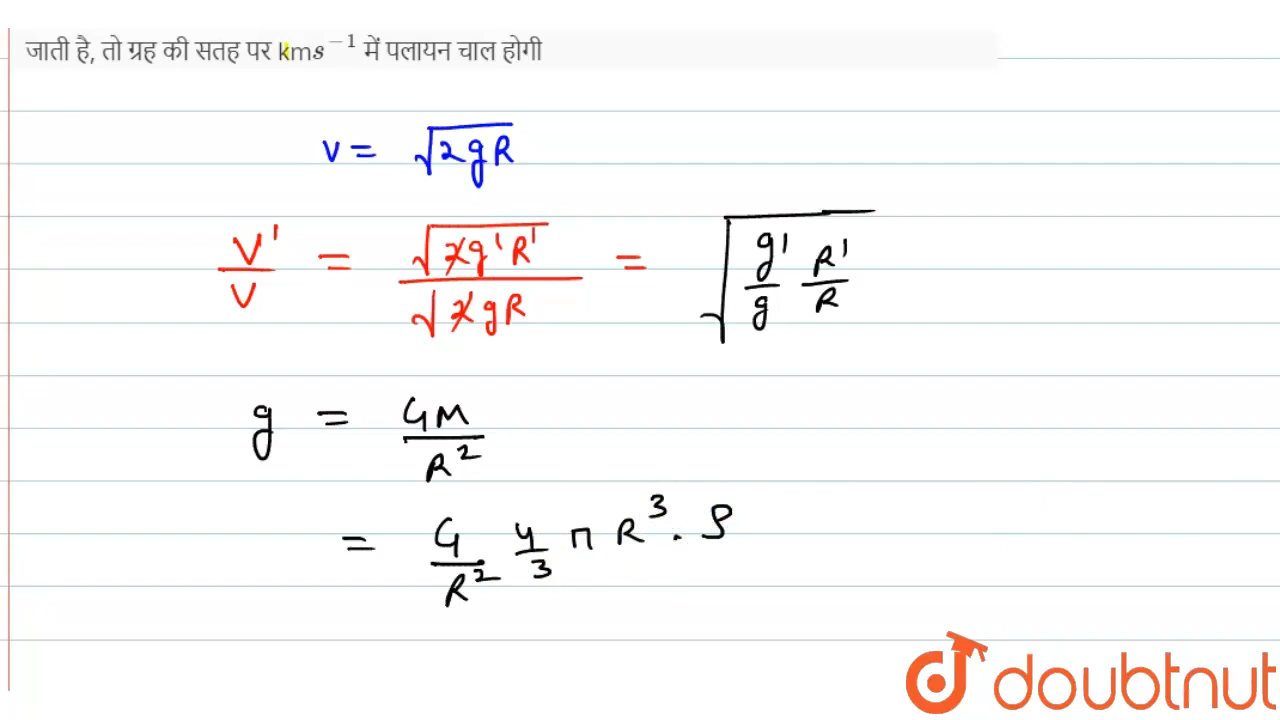 जाती है, तो ग्रह की सतह पर kms⁻¹ में पलायन चाल होगी
v = √2gR
V'/V = √2g'R' / √2gR = √(g'/g R'/R)
g = GM/R²
= G/R² 4/3 π R³ . ρ
doubtnut